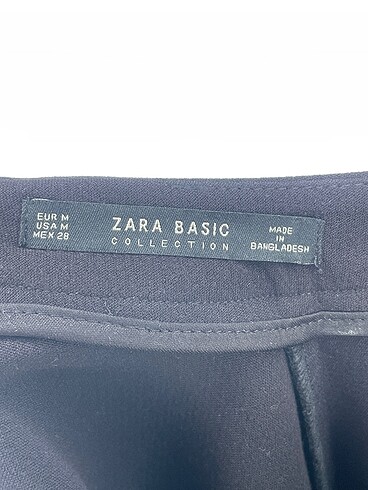 EUR M
USA M
MEX 28
ZARA BASIC
COLLECTION
MADE
IN
BANGLADESH